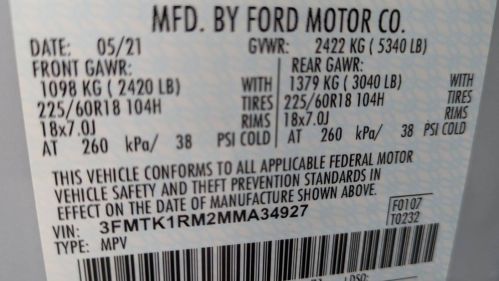 MFD. BY FORD MOTOR CO.
DATE: 05/21 GVWR: 2422 KG ( 5340 LB)
FRONT GAWR: REAR GAWR:
1098 KG ( 2420 LB) WITH 1379 KG ( 3040 LB) WITH
225/60R18 104H TIRES 225/60R18 104H TIRES
18x7.0J RIMS 18x7.0J RIMS
AT 260 kPa/ 38 PSI COLD AT 260 kPa/ 38 PSI COLD
THIS VEHICLE CONFORMS TO ALL APPLICABLE FEDERAL MOTOR
VEHICLE SAFETY AND THEFT PREVENTION STANDARDS IN
EFFECT ON THE DATE OF MANUFACTURE SHOWN ABOVE.
VIN: 3FMTK1RM2MMA34927 F0107
TYPE: MPV T0232